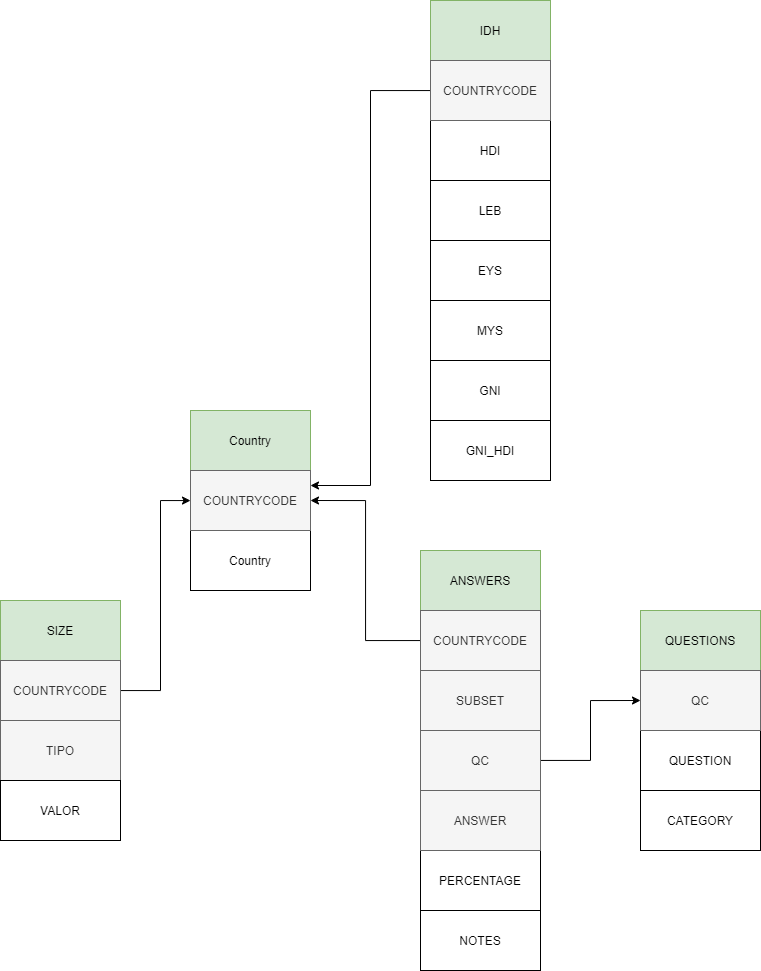 IDH
COUNTRYCODE
HDI
LEB
EYS
MYS
GNI
GNI_HDI
Country
COUNTRYCODE
Country
SIZE
COUNTRYCODE
TIPO
VALOR
ANSWERS
COUNTRYCODE
SUBSET
QC
ANSWER
PERCENTAGE
NOTES
QUESTIONS
QC
QUESTION
CATEGORY